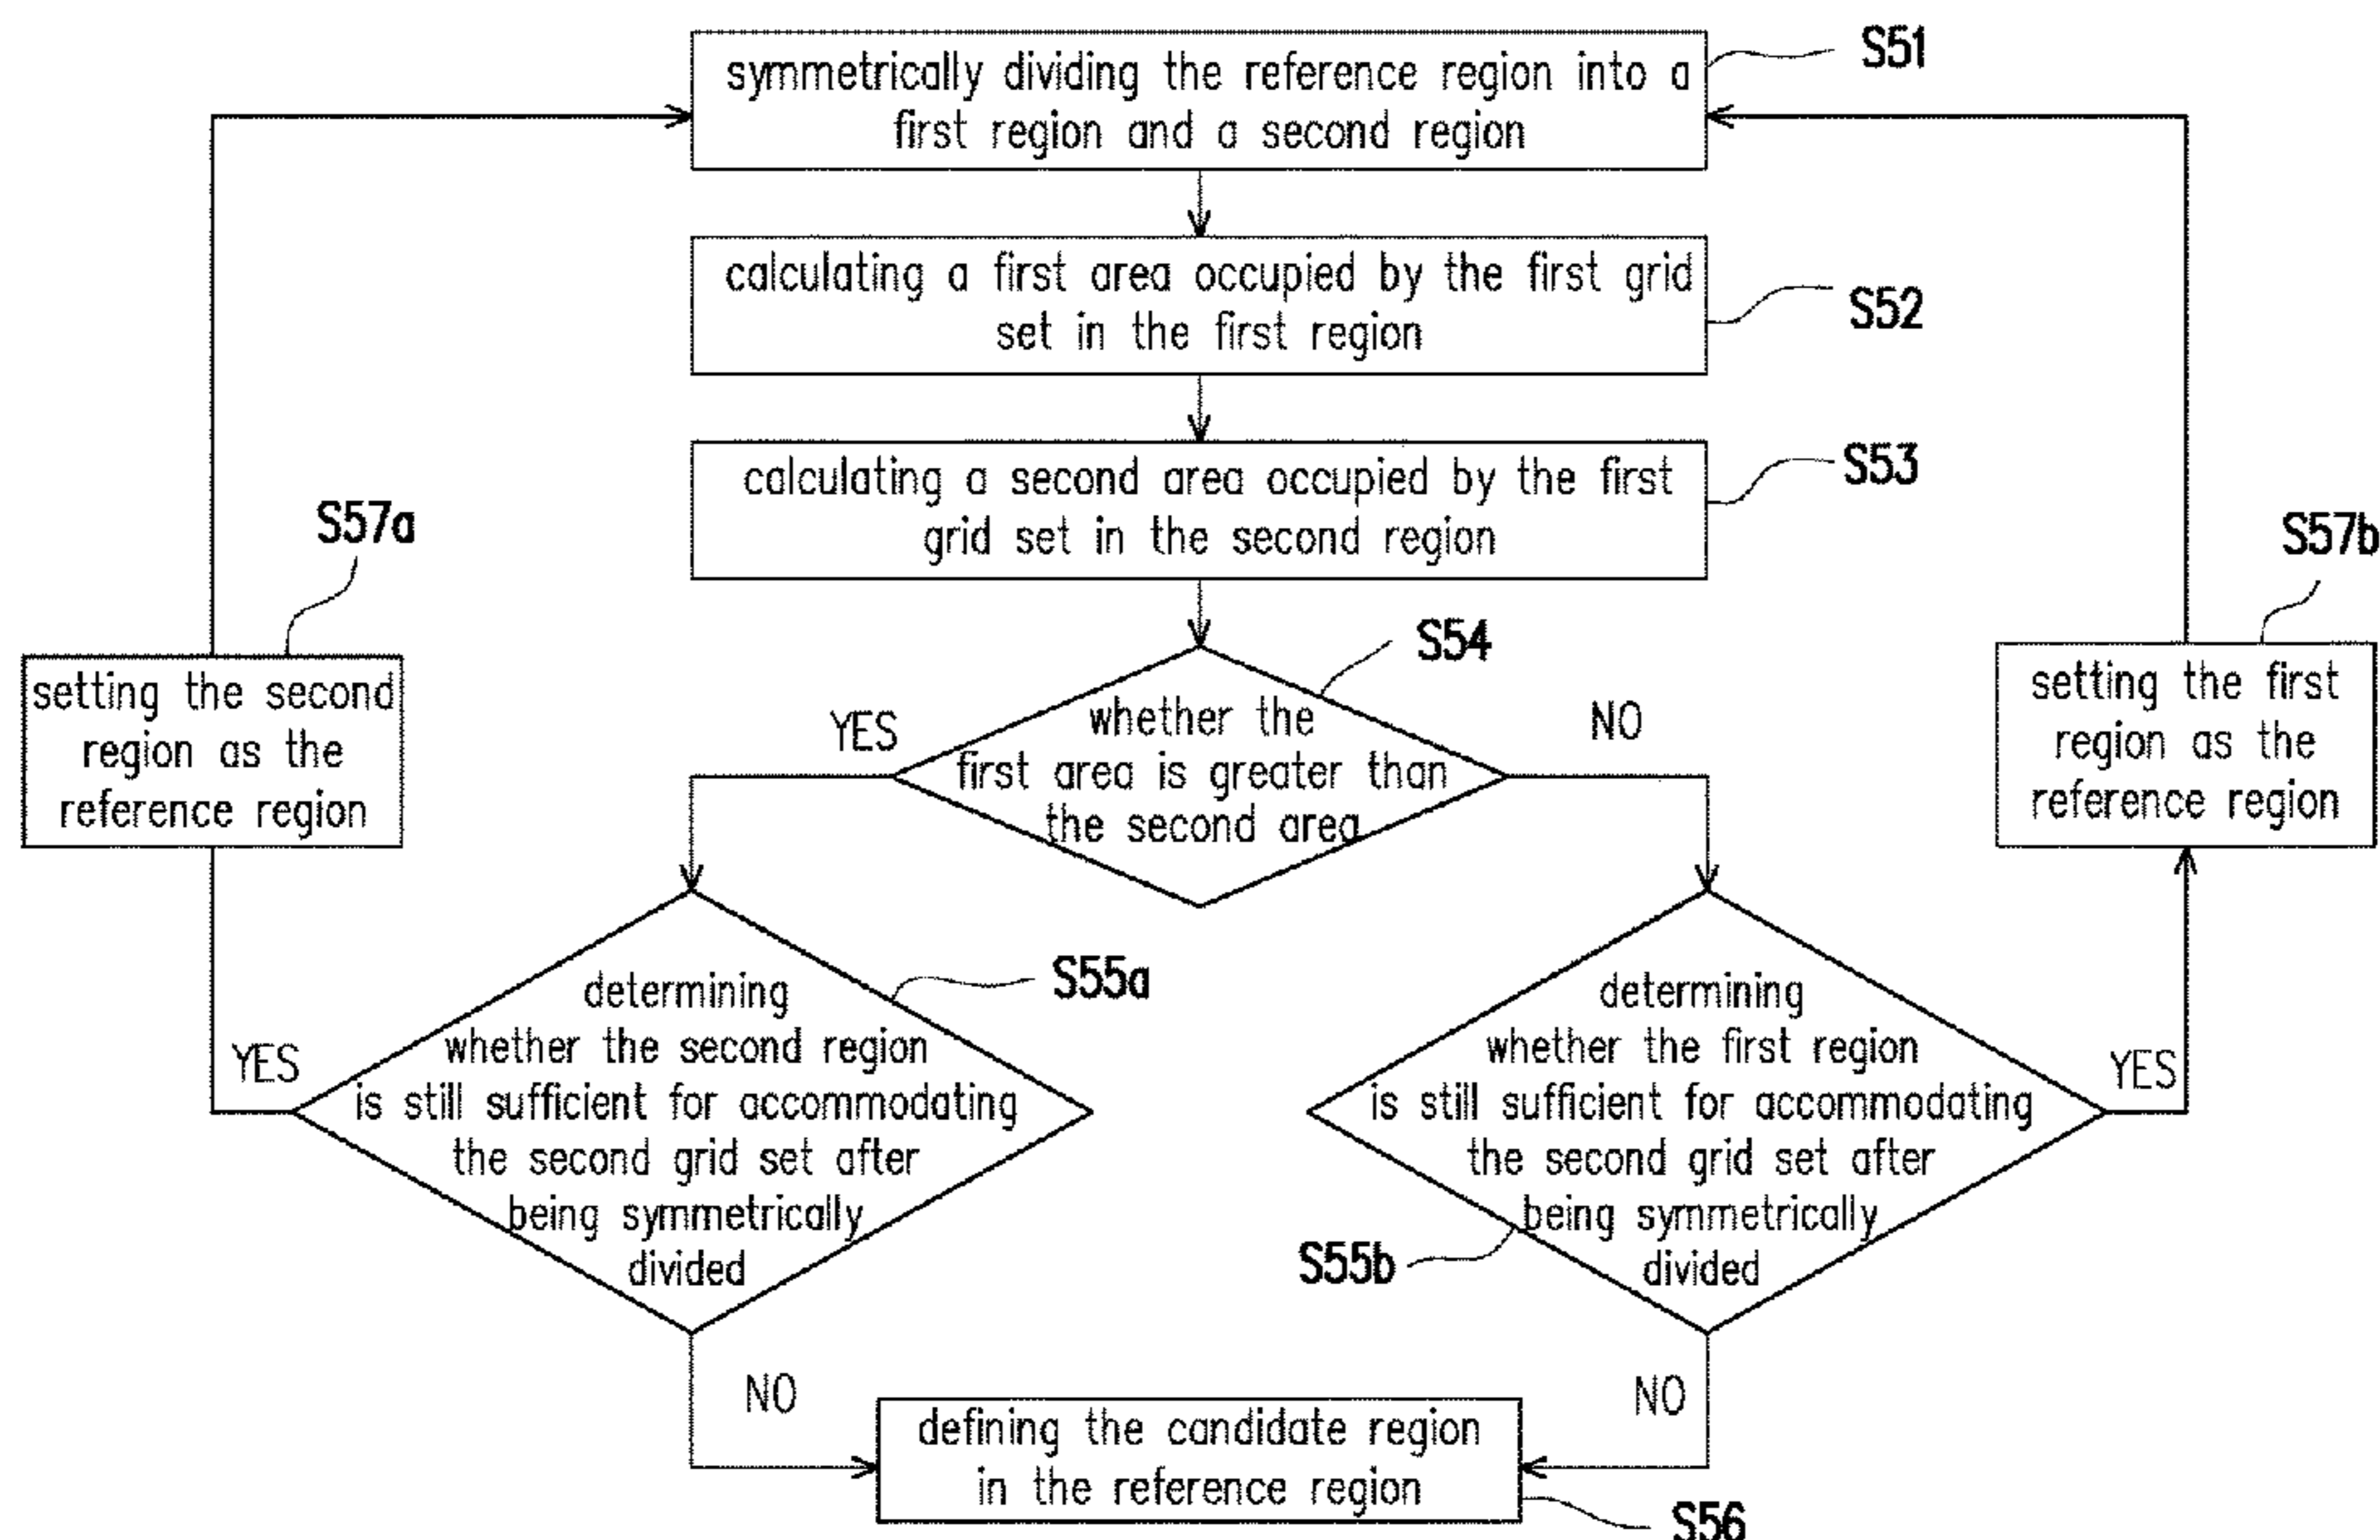 symmetrically dividing the reference region into a
first region and a second region
S51
calculating a first area occupied by the first grid
set in the first region
S52
calculating a second area occupied by the first
grid set in the second region
S53
S57a
setting the second
region as the
reference region
S57b
setting the first
region as the
reference region
S54
whether the
first area is greater than
the second area
YES
NO
S55a
determining
whether the second region
is still sufficient for accommodating
the second grid set after
being symmetrically
divided
YES
NO
S55b
determining
whether the first region
is still sufficient for accommodating
the second grid set after
being symmetrically
divided
YES
NO
defining the candidate region
in the reference region
S56